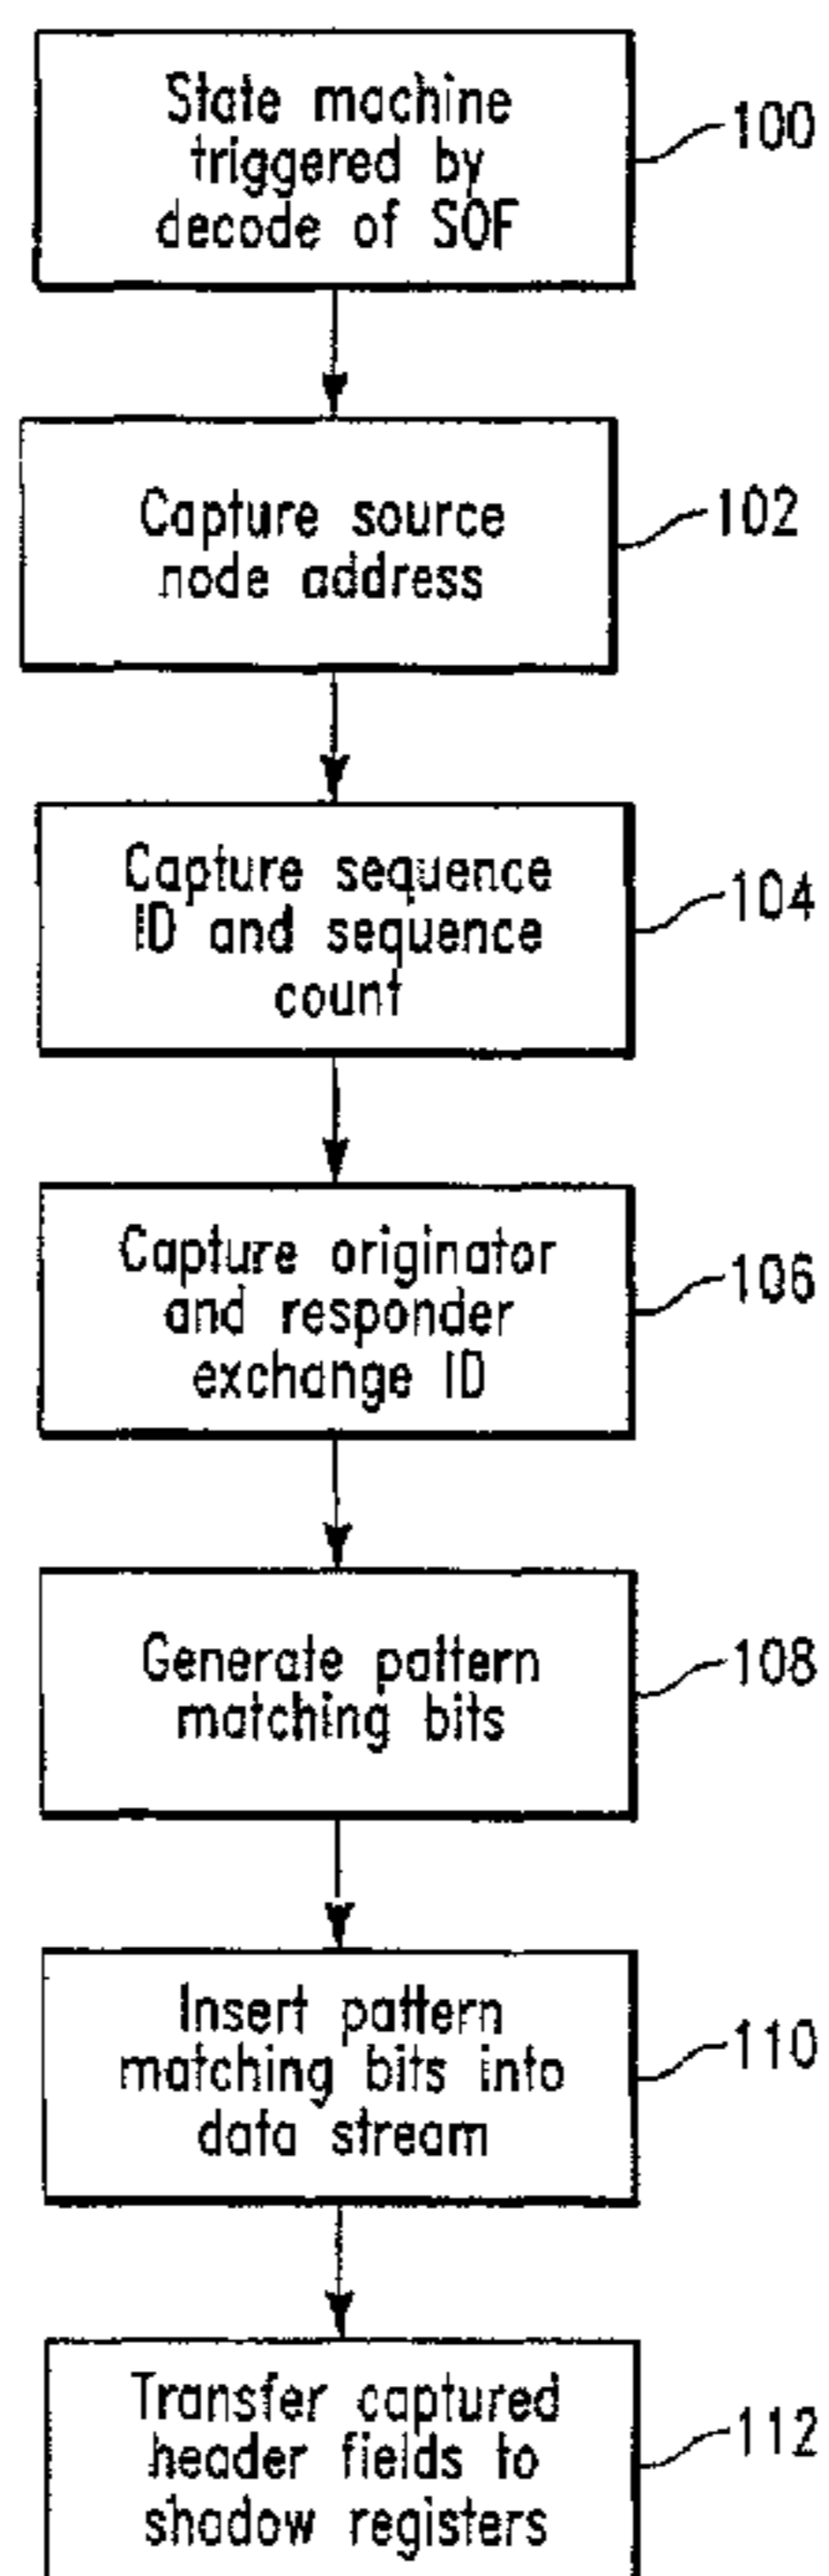 State machine
triggered by
decode of SOF
100
Capture source
node address
102
Capture sequence
ID and sequence
count
104
Capture originator
and responder
exchange ID
106
Generate pattern
matching bits
108
Insert pattern
matching bits into
data stream
110
Transfer captured
header fields to
shadow registers
112